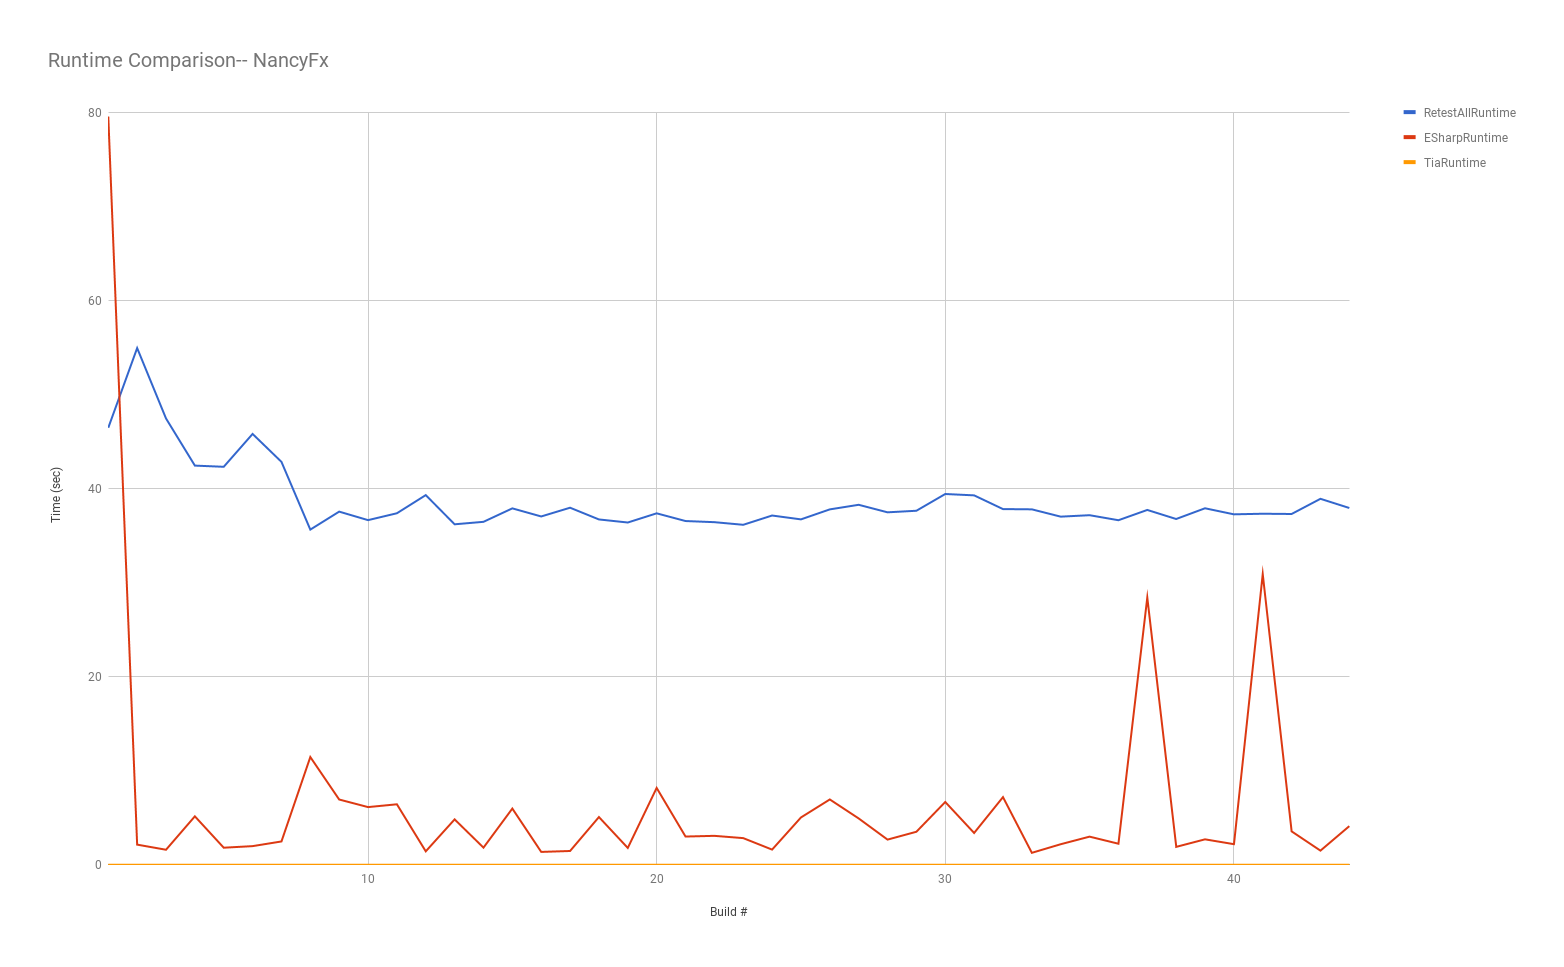 Runtime Comparison-- NancyFx
80
60
40
20
0
Time (sec)
10 20 30 40
Build #
RetestAllRuntime
ESharpRuntime
TiaRuntime